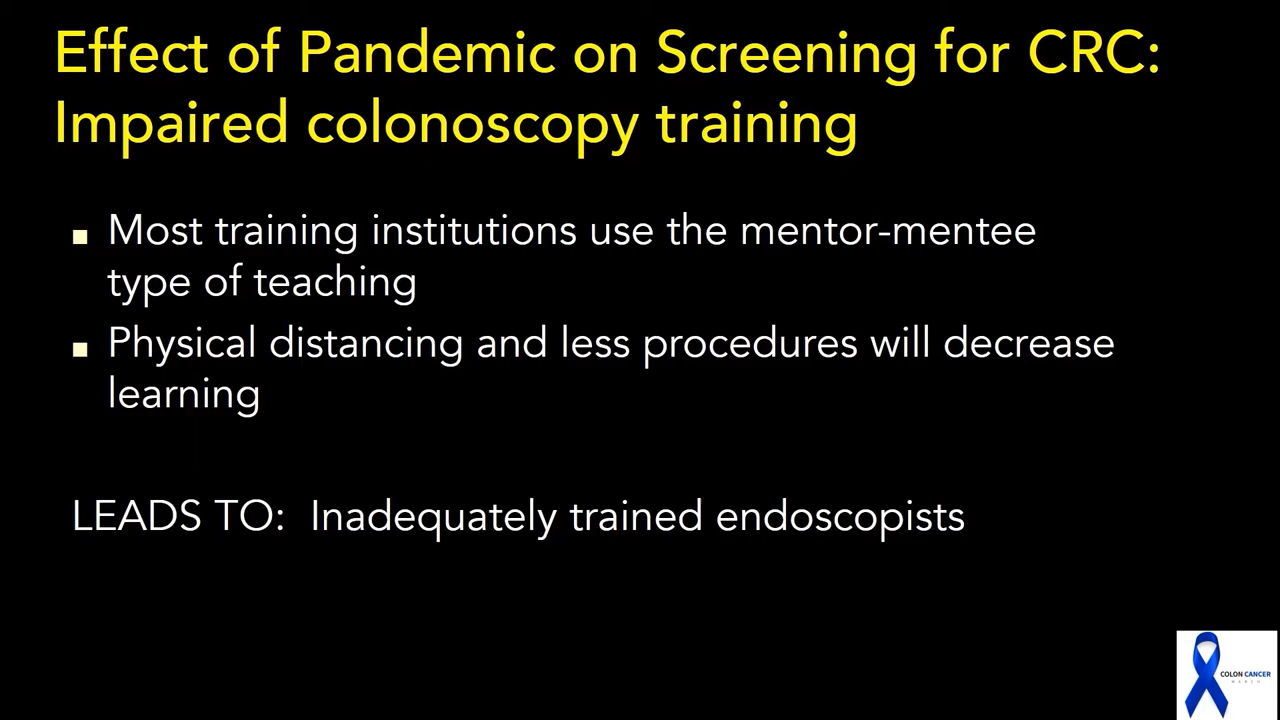 Effect of Pandemic on Screening for CRC:
Impaired colonoscopy training
▪ Most training institutions use the mentor-mentee
type of teaching
▪ Physical distancing and less procedures will decrease
learning
LEADS TO: Inadequately trained endoscopists
COLON CANCER
MARCH